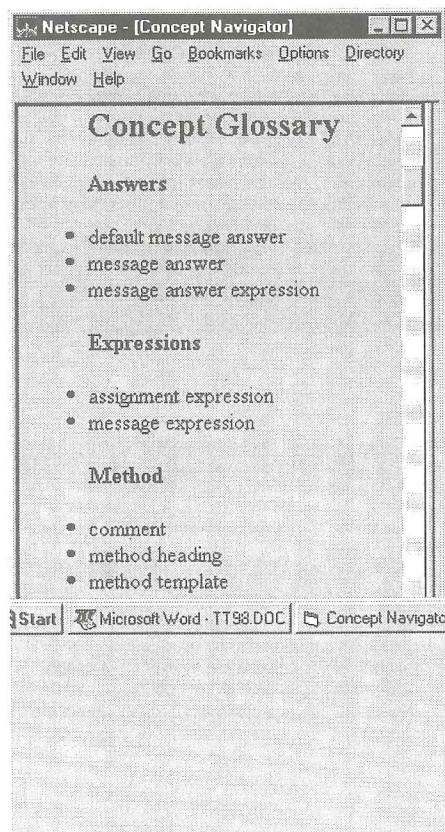 Netscape - [Concept Navigator]
File Edit View Go Bookmarks Options Directory
Window Help
Concept Glossary
Answers
• default message answer
• message answer
• message answer expression
Expressions
• assignment expression
• message expression
Method
• comment
• method heading
• method template
Start Microsoft Word - TT98.DOC Concept Navigato